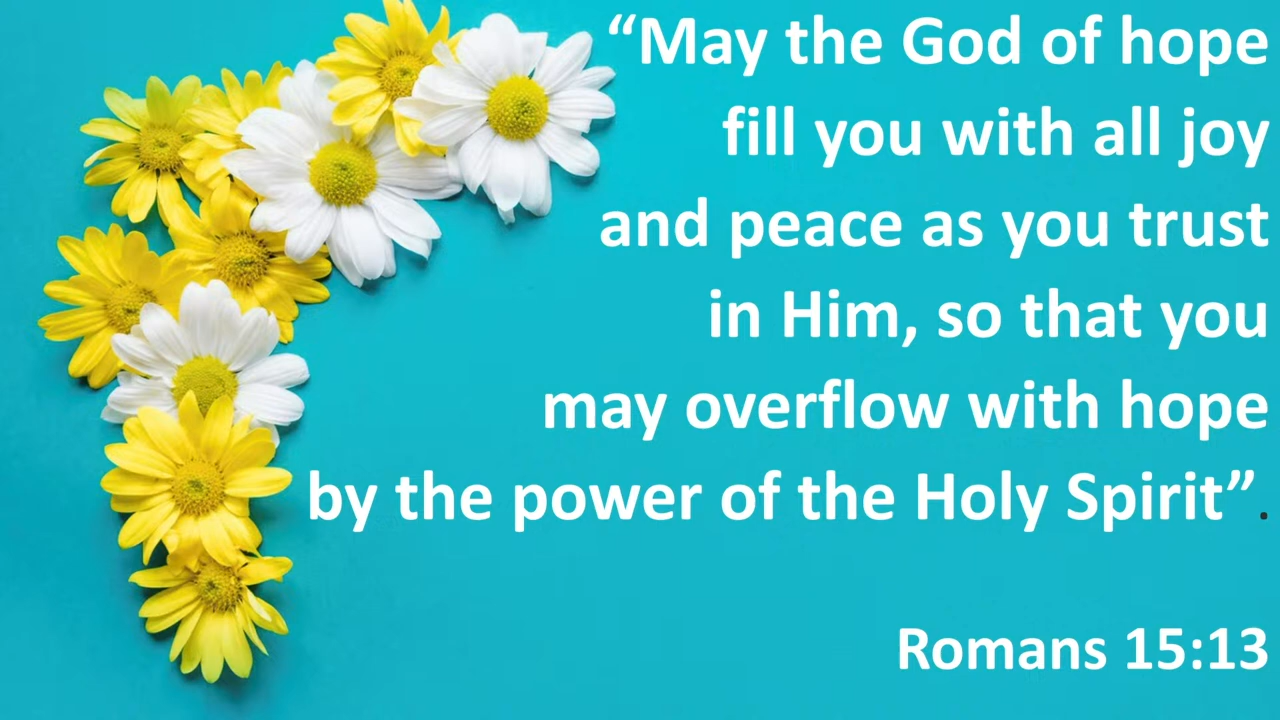 “May the God of hope
fill you with all joy
and peace as you trust
in Him, so that you
may overflow with hope
by the power of the Holy Spirit”.
Romans 15:13